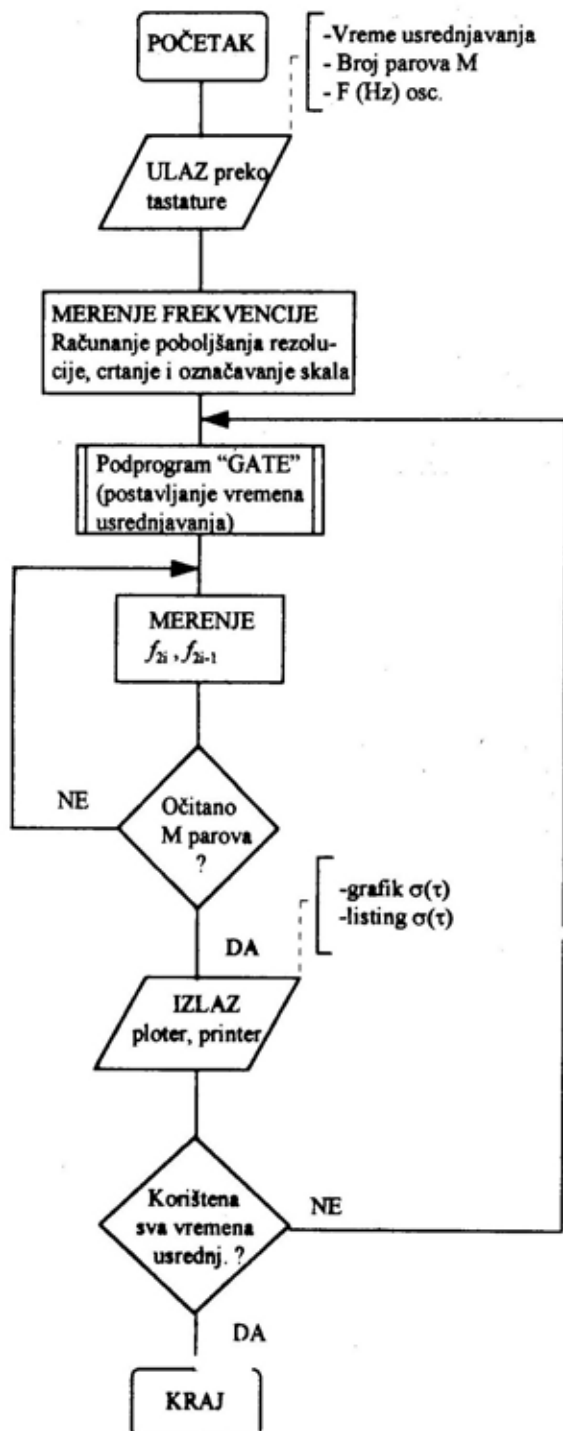 POČETAK
-Vreme usrednjavanja
- Broj parova M
- F (Hz) osc.
ULAZ preko
tastature
MERENJE FREKVENCIJE
Računanje poboljšanja rezolu-
cije, crtanje i označavanje skala
Podprogram “GATE”
(postavljanje vremena
usrednjavanja)
MERENJE
f2i , f2i-1
NE
Očitano
M parova
?
-grafik σ(τ)
-listing σ(τ)
DA
IZLAZ
ploter, printer
Korištena
sva vremena
usrednj. ?
NE
DA
KRAJ